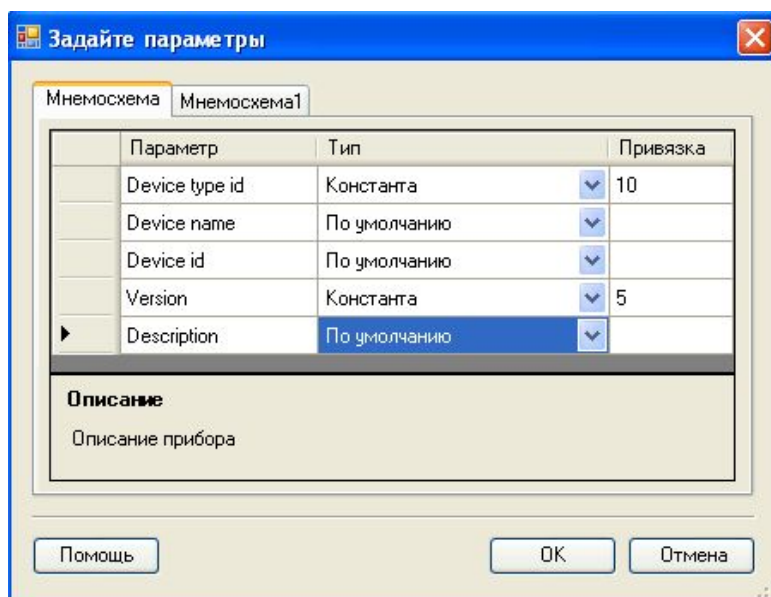 Задайте параметры
Мнемосхема Мнемосхема1
Параметр Тип Привязка
Device type id Константа 10
Device name По умолчанию
Device id По умолчанию
Version Константа 5
Description По умолчанию
Описание
Описание прибора
Помощь OK Отмена